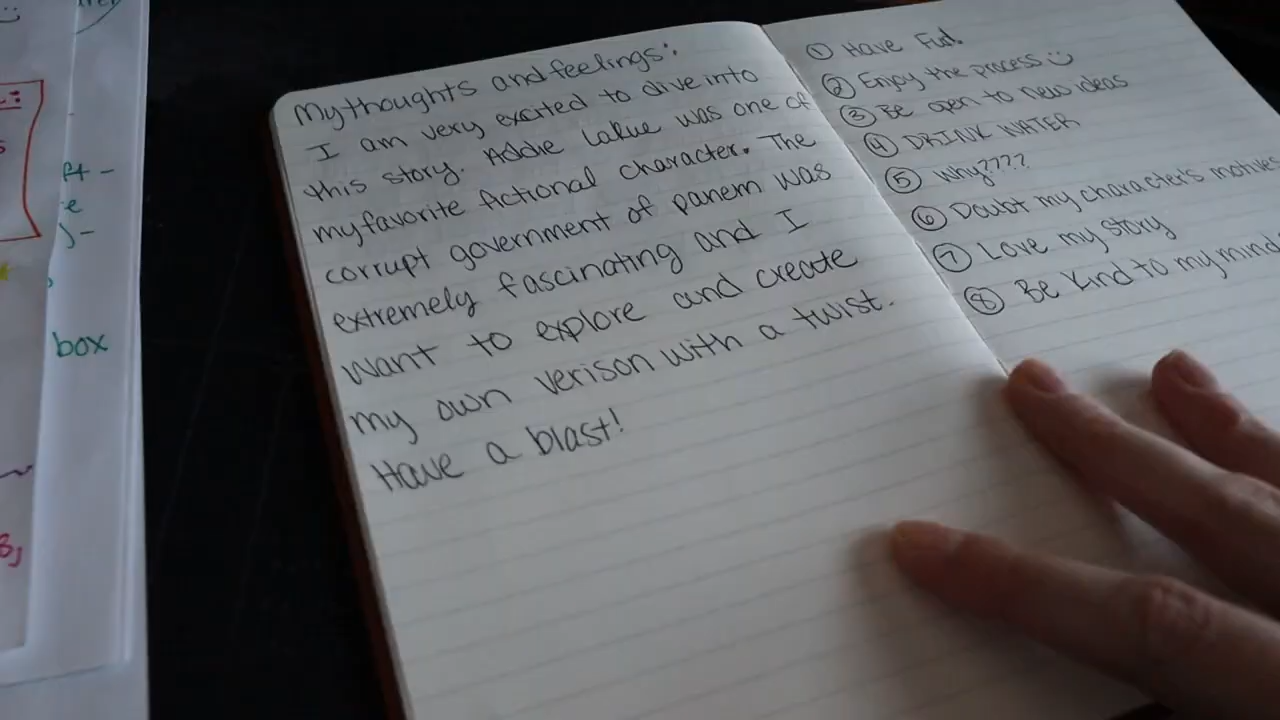 My thoughts and feelings:
I am very excited to dive into
this story. Addie Larue was one of
my favorite fictional character. The
corrupt government of panem was
extremely fascinating and I
want to explore and create
my own verison with a twist.
Have a blast!
① Have Fun.
② Enjoy the process
③ Be open to new ideas
④ DRINK WATER
⑤ Why????
⑥ Doubt my character's motives
⑦ Love my story
⑧ Be kind to my mind
box